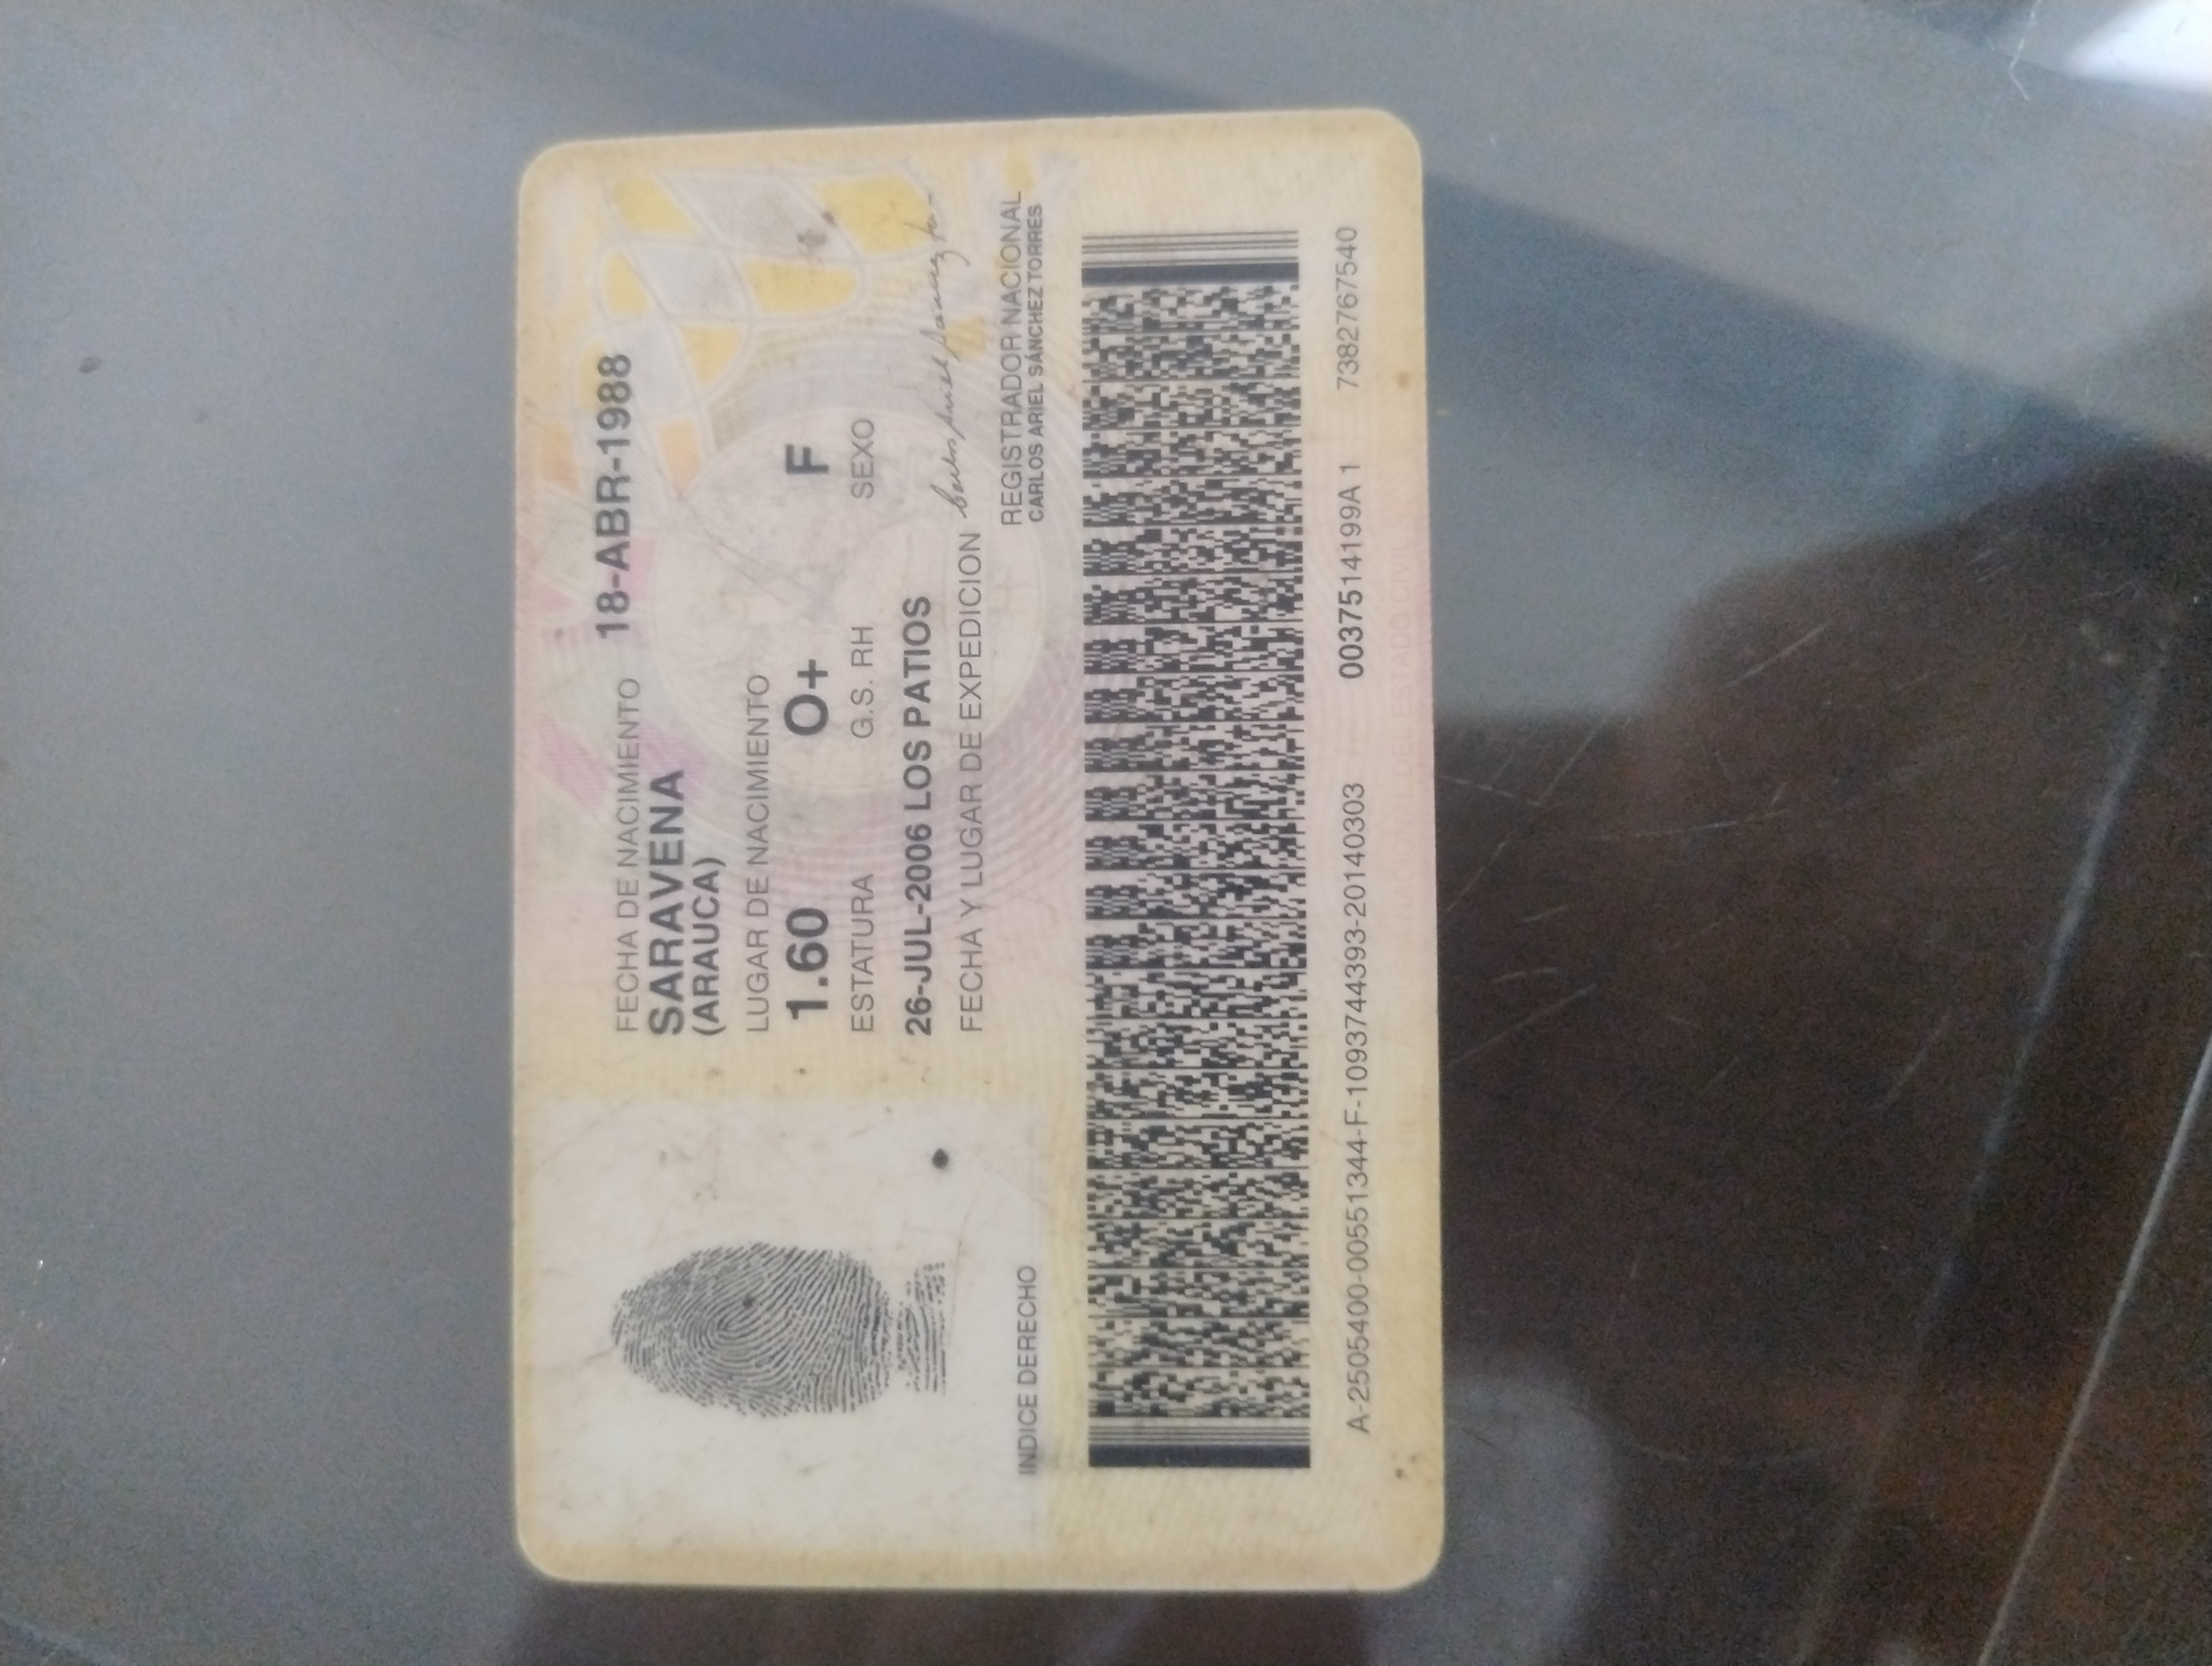 FECHA DE NACIMIENTO 18-ABR-1988
SARAVENA
(ARAUCA)
LUGAR DE NACIMIENTO
1.60 O+ F
ESTATURA G.S. RH SEXO
26-JUL-2006 LOS PATIOS
FECHA Y LUGAR DE EXPEDICION
REGISTRADOR NACIONAL
CARLOS ARIEL SÁNCHEZ TORRES
INDICE DERECHO
A-2505400-00551344-F-1093744393-20140303 0037514199A 1 7382767540